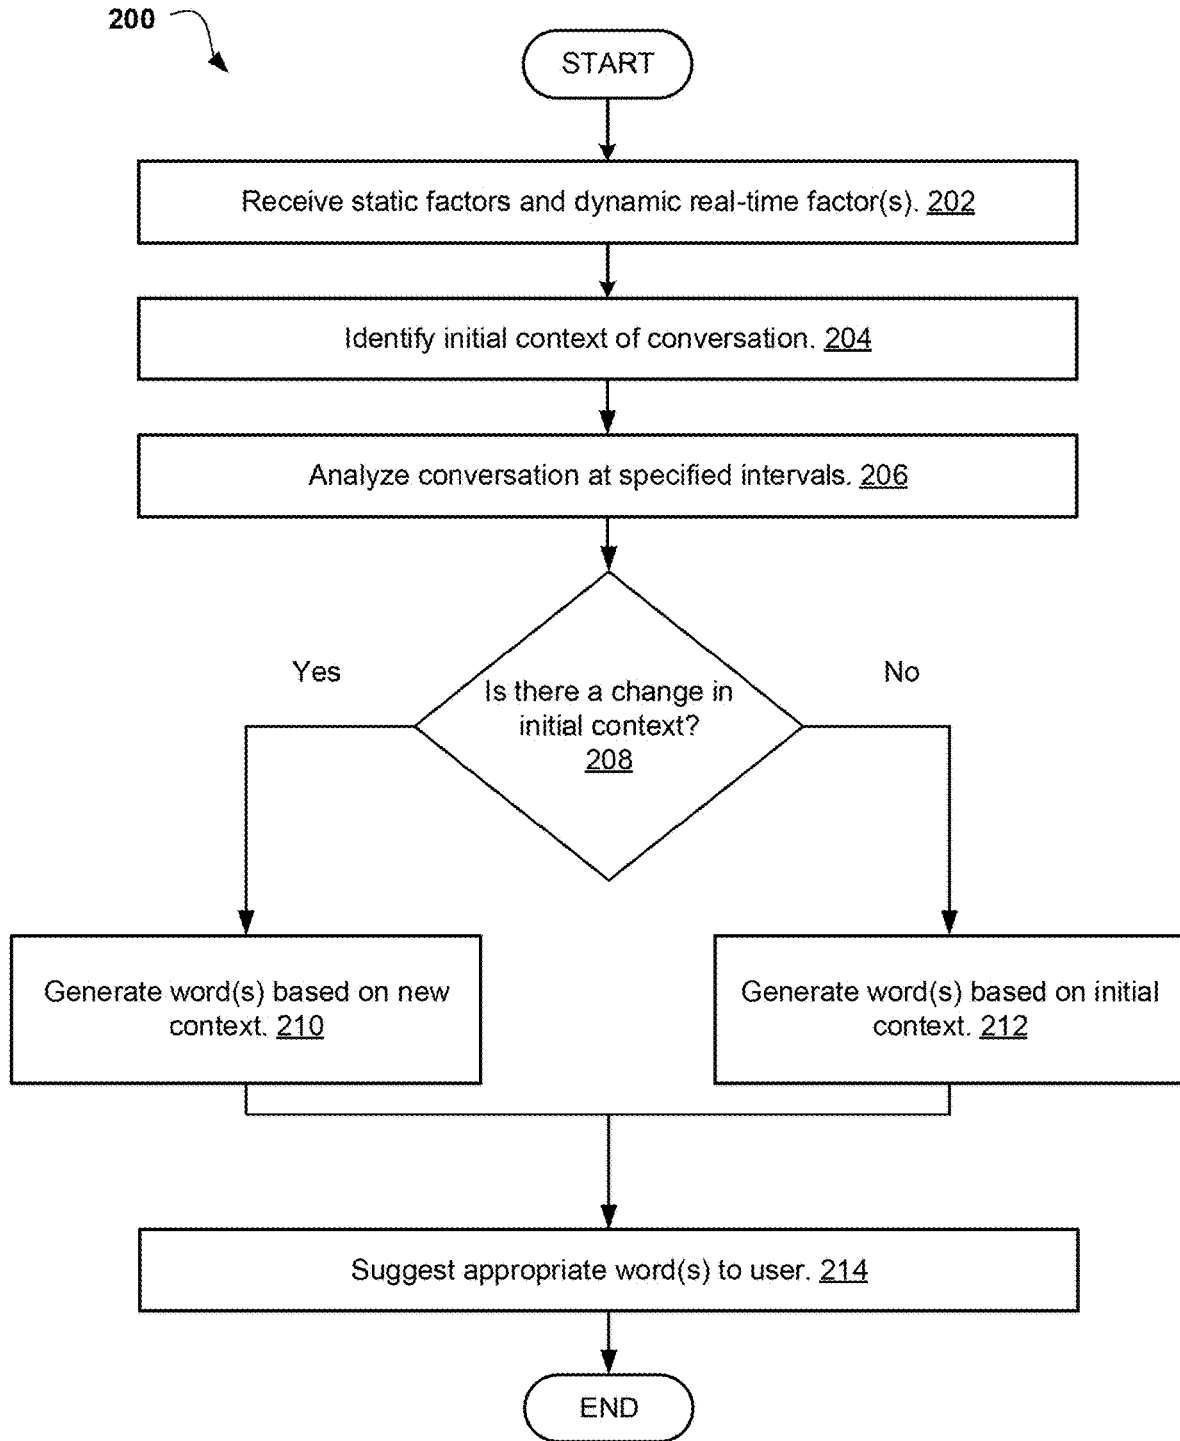 200
START
Receive static factors and dynamic real-time factor(s). 202
Identify initial context of conversation. 204
Analyze conversation at specified intervals. 206
Yes
No
Is there a change in
initial context?
208
Generate word(s) based on new
context. 210
Generate word(s) based on initial
context. 212
Suggest appropriate word(s) to user. 214
END